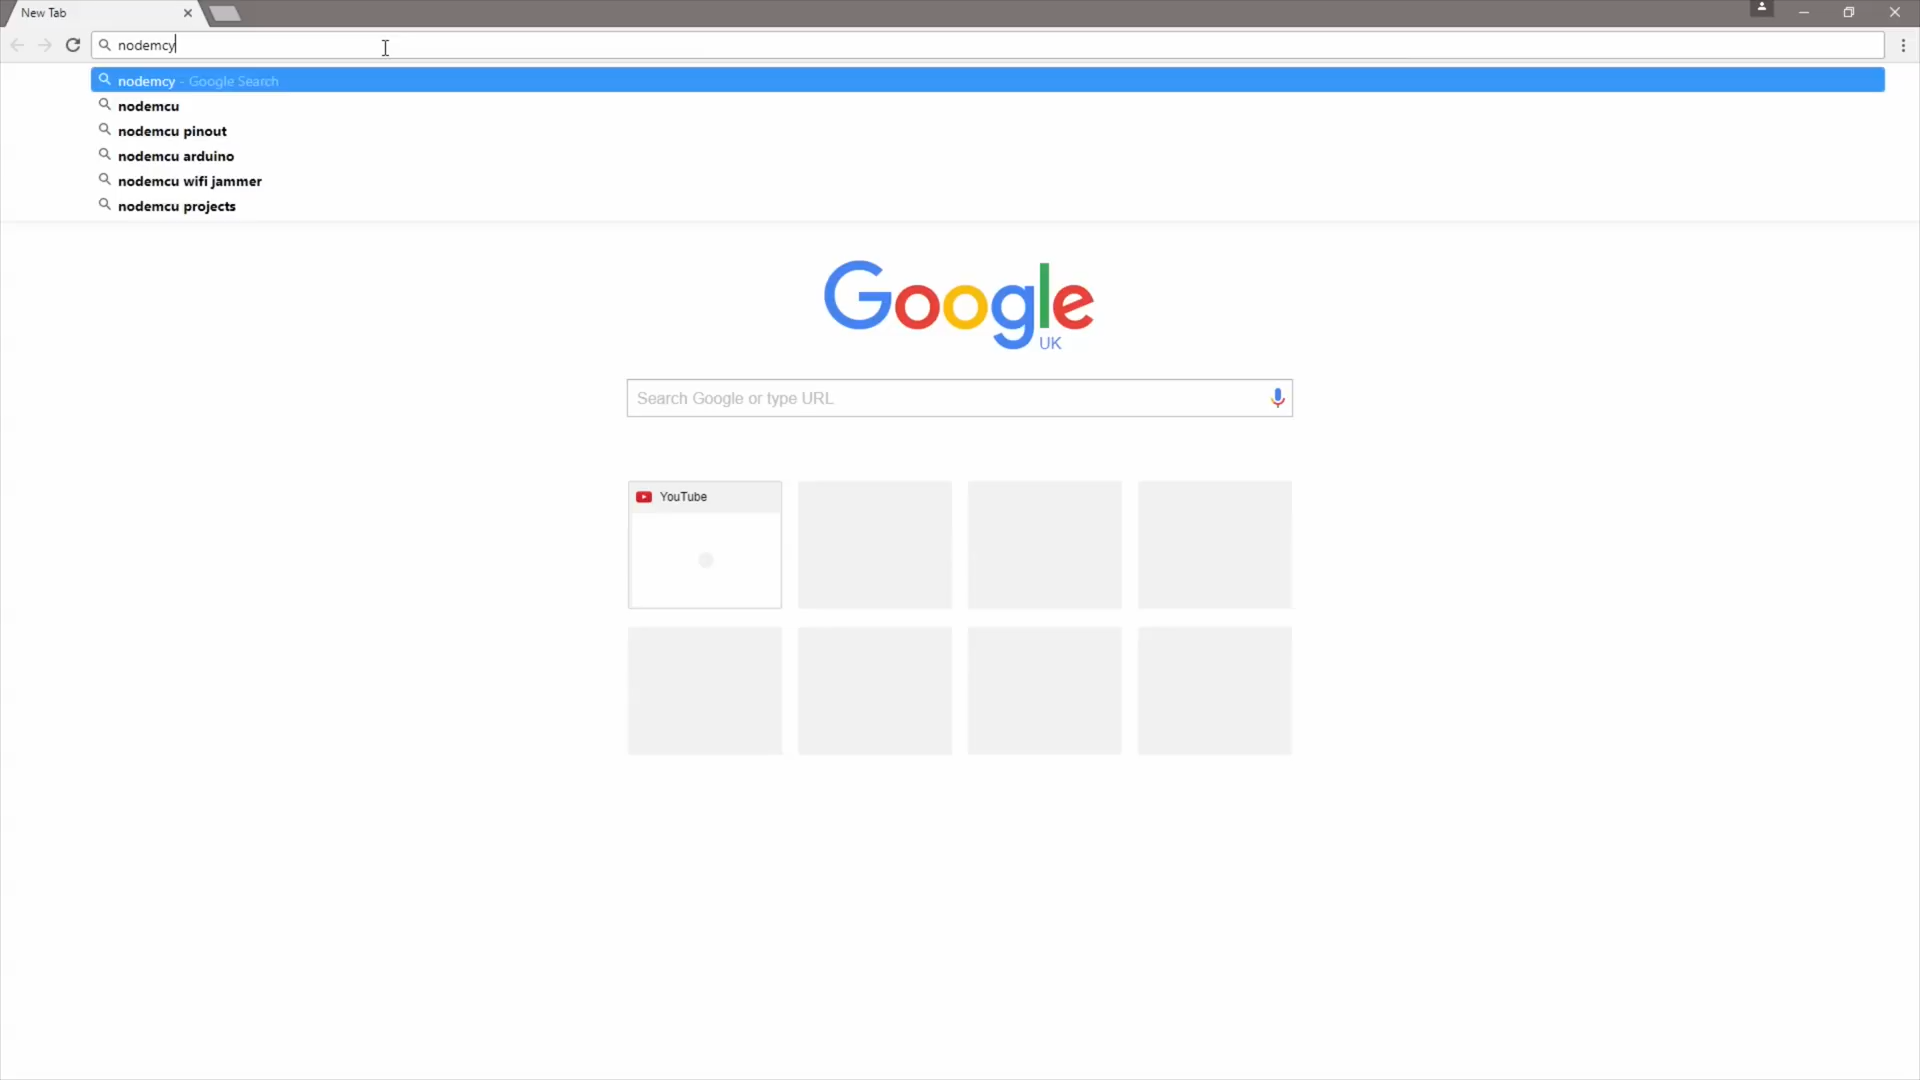 New Tab
nodemcy
nodemcy - Google Search
nodemcu
nodemcu pinout
nodemcu arduino
nodemcu wifi jammer
nodemcu projects
Google
UK
Search Google or type URL
YouTube